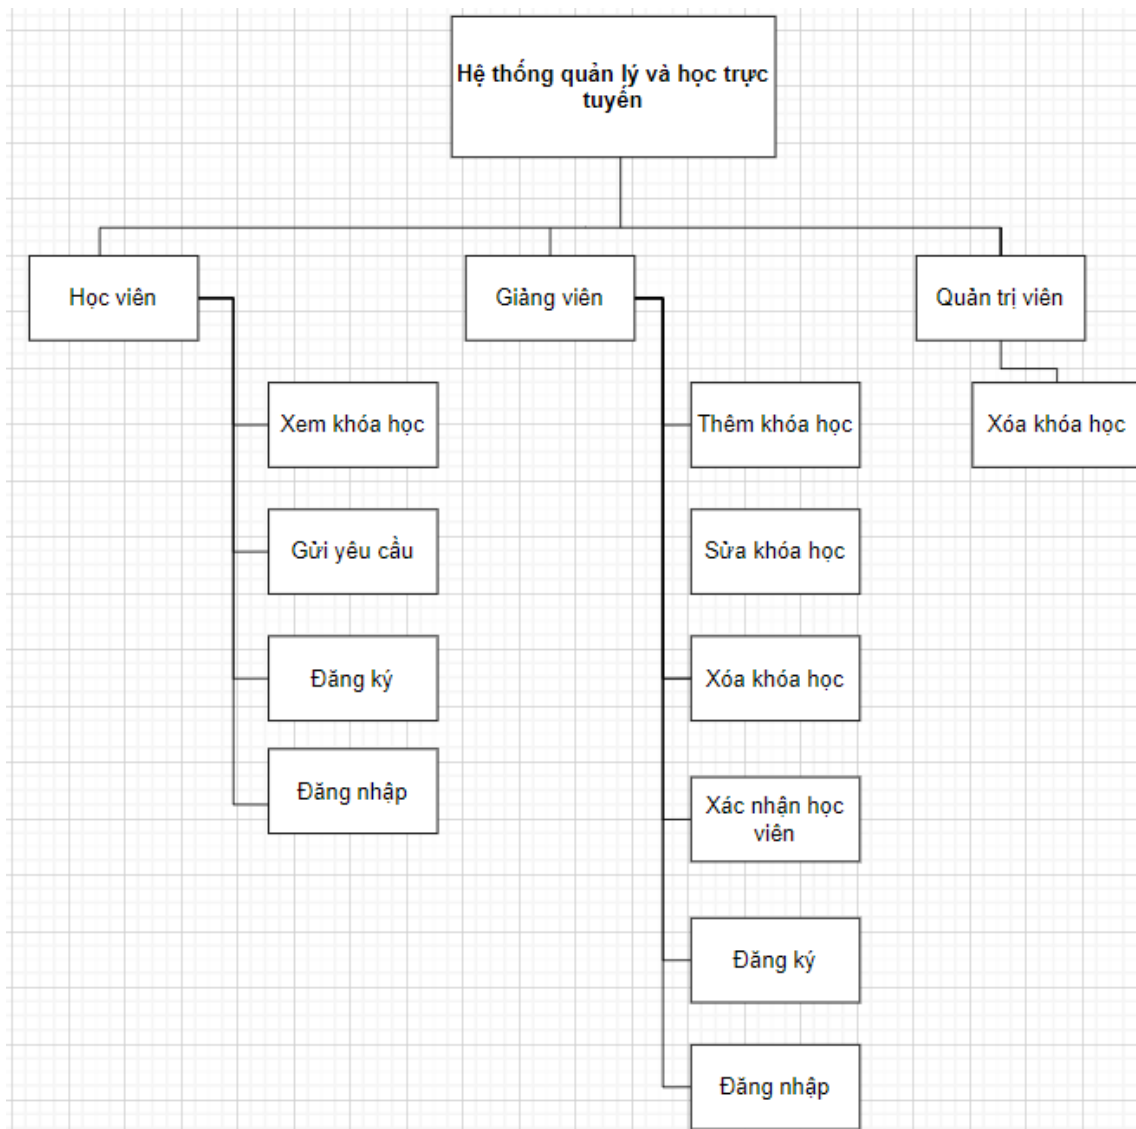 Hệ thống quản lý và học trực
tuyến
Học viên
Giảng viên
Quản trị viên
Xem khóa học
Thêm khóa học
Xóa khóa học
Gửi yêu cầu
Sửa khóa học
Đăng ký
Xóa khóa học
Đăng nhập
Xác nhận học
viên
Đăng ký
Đăng nhập